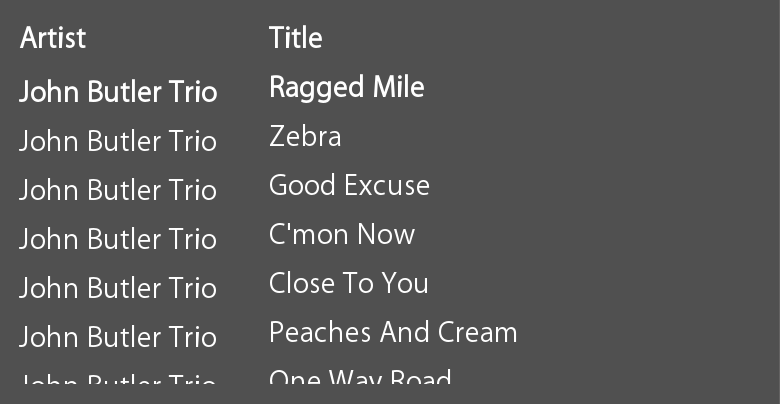 Artist Title
John Butler Trio Ragged Mile
John Butler Trio Zebra
John Butler Trio Good Excuse
John Butler Trio C'mon Now
John Butler Trio Close To You
John Butler Trio Peaches And Cream
John Butler Trio One Way Road